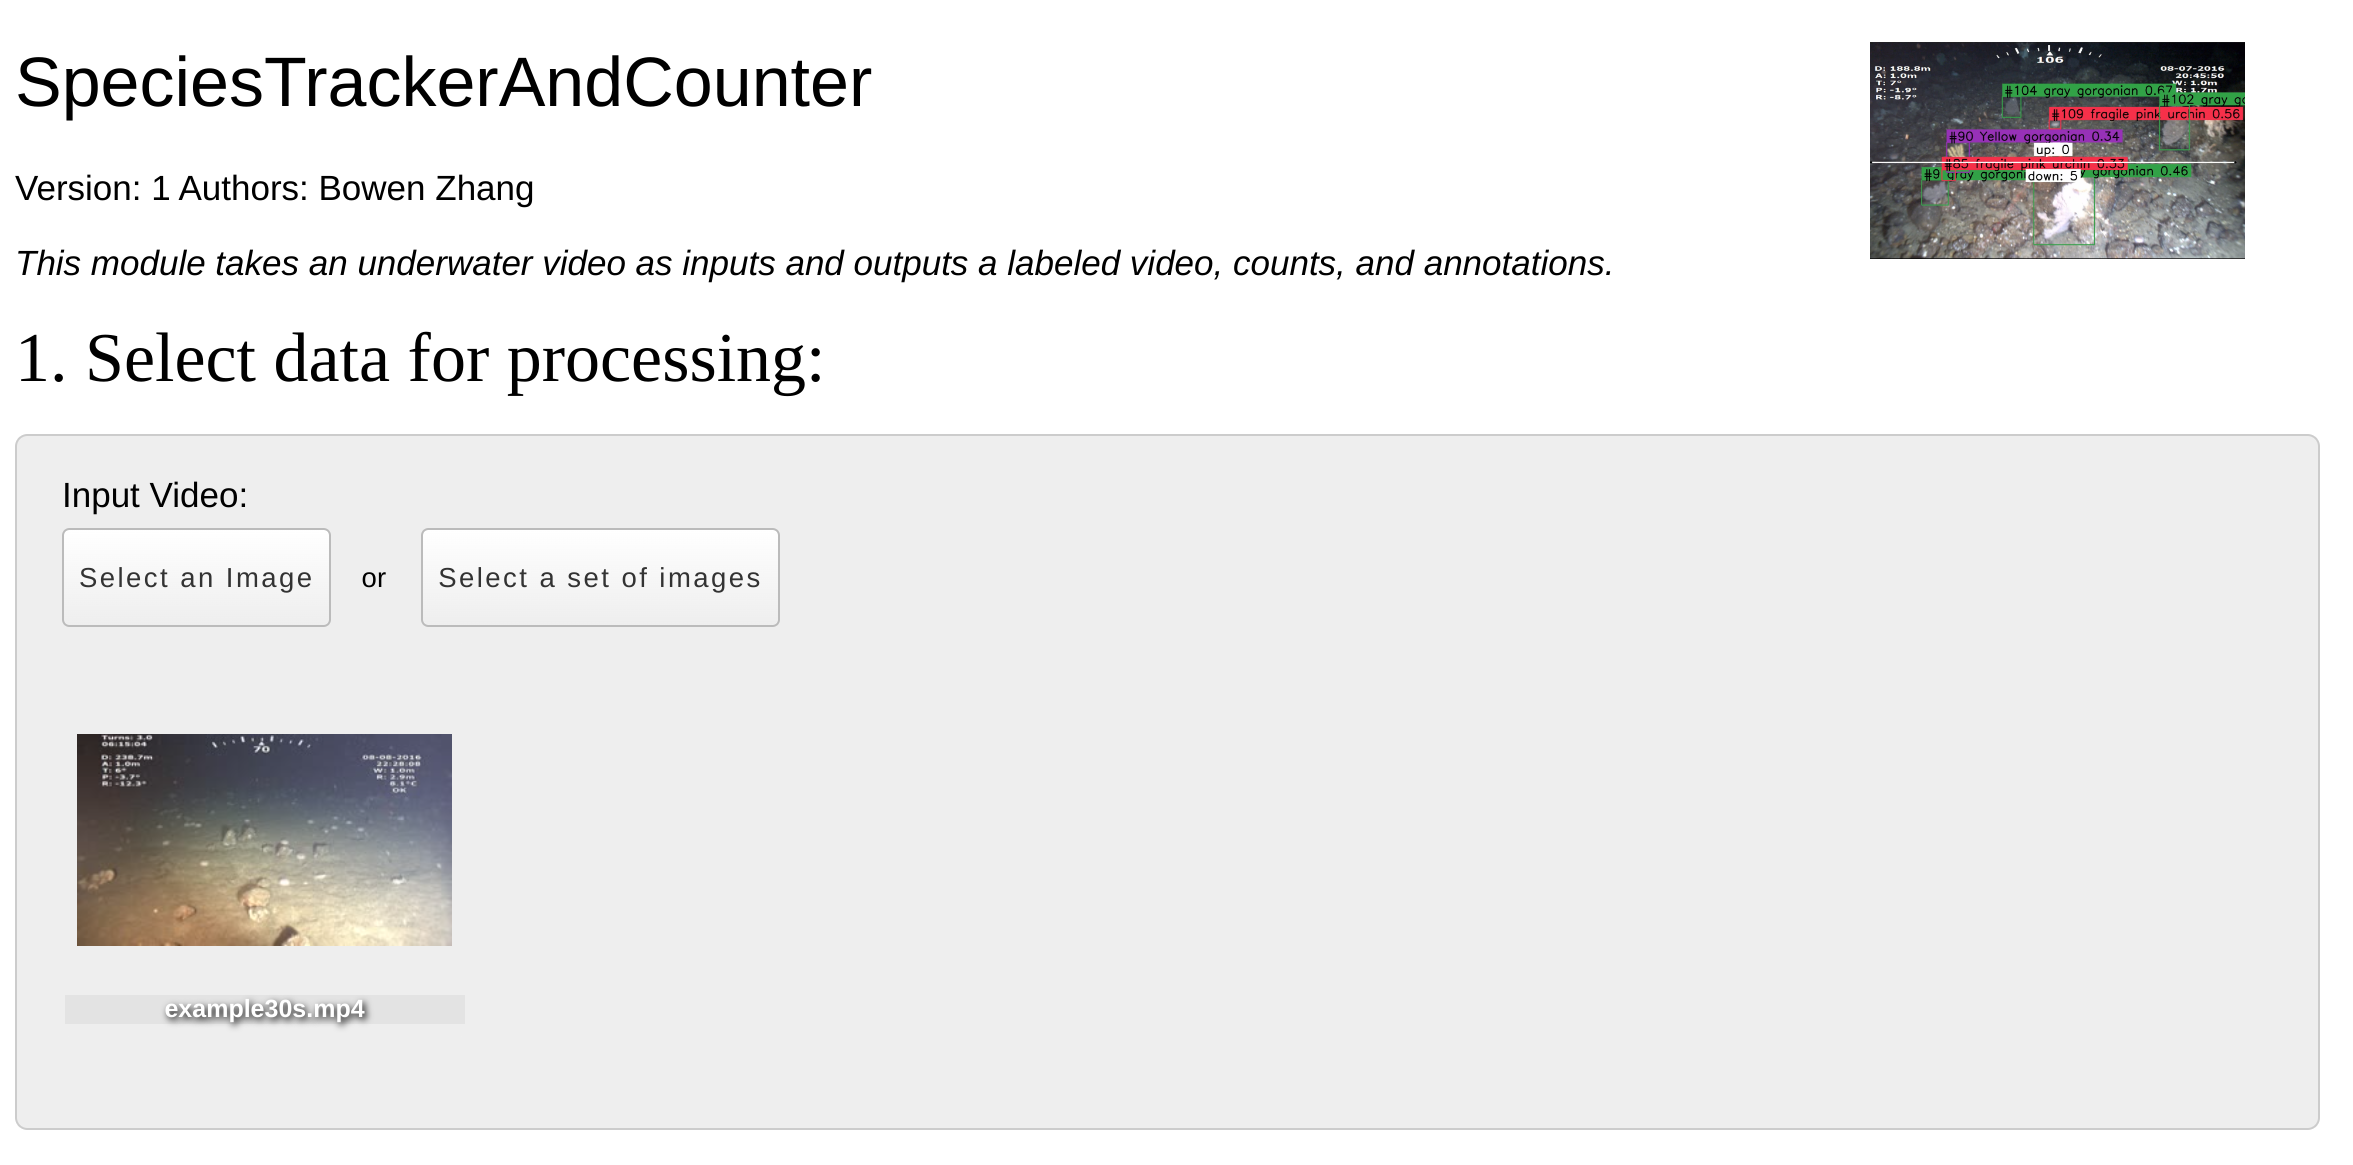 SpeciesTrackerAndCounter
Version: 1 Authors: Bowen Zhang
This module takes an underwater video as inputs and outputs a labeled video, counts, and annotations.
106
D: 188.8m
A: 1.0m
T: 7°
P: -1.9°
R: -8.7°
08-07-2016
20:45:50
W: 1.0m
R: 1.7m
#104 gray gorgonian 0.67
#102 gray
#109 fragile pink urchin 0.56
#90 Yellow gorgonian 0.34
up: 0
#85 fragile pink urchin 0.33
#9 gray
down: 5
gorgonian 0.46
1. Select data for processing:
Input Video:
Select an Image
or
Select a set of images
Turns: 3.0
06:15:04
70
D: 238.7m
A: 1.0m
T: 6°
P: -3.7°
R: -12.3°
08-08-2016
22:28:08
W: 1.0m
R: 2.9m
8.1°C
OK
example30s.mp4